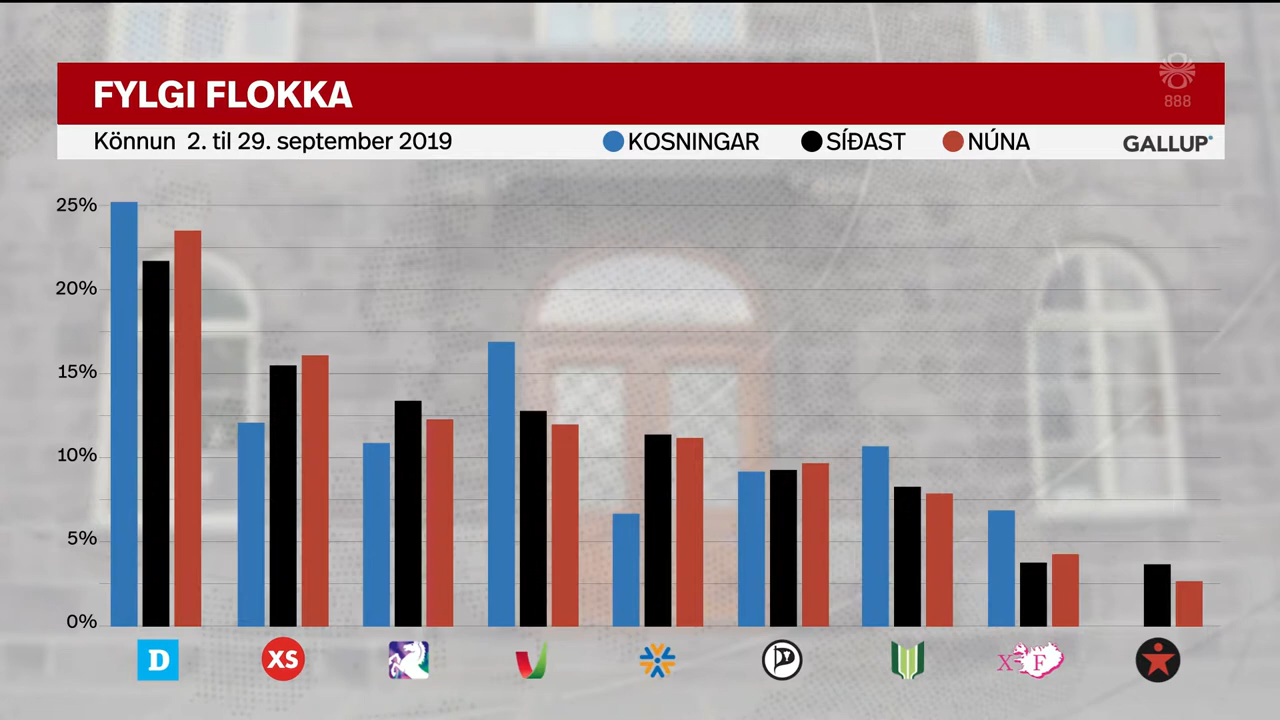 FYLGI FLOKKA
888
Könnun 2. til 29. september 2019
KOSNINGAR
SÍÐAST
NÚNA
GALLUP
25%
20%
15%
10%
5%
0%
D
XS
X F